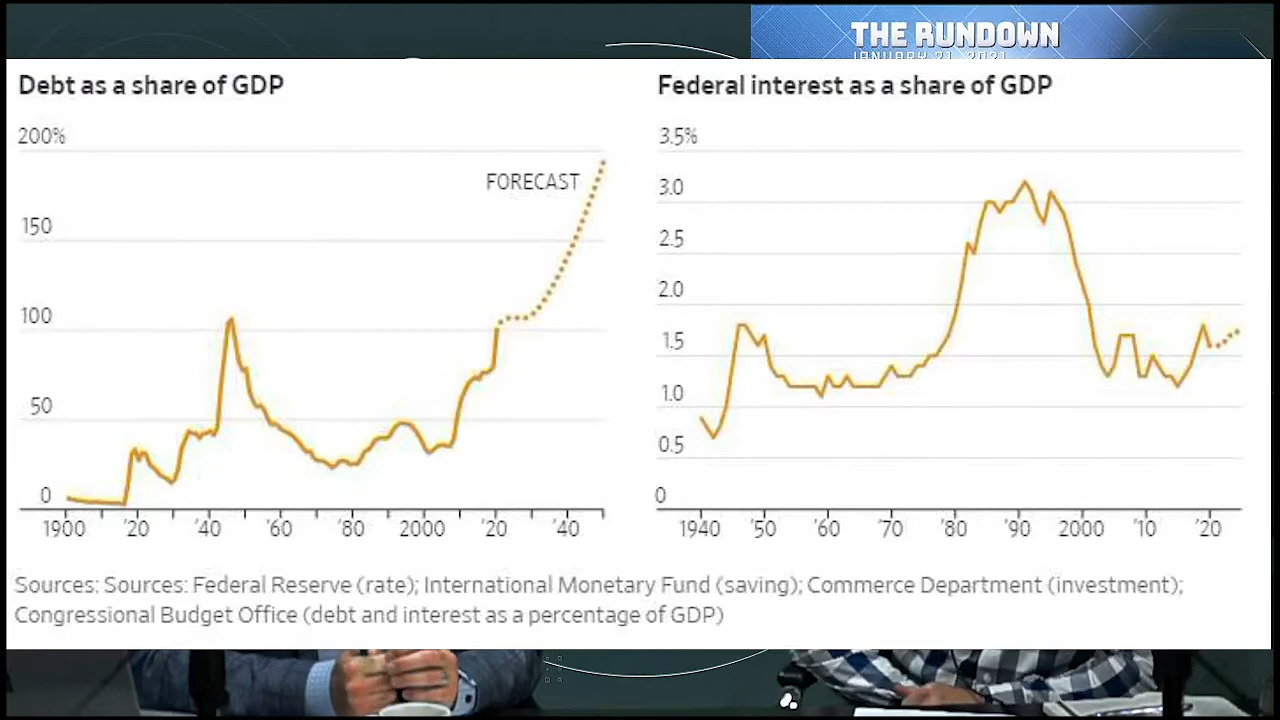 THE RUNDOWN
JANUARY 21, 2021
Debt as a share of GDP
200%
FORECAST
150
100
50
0
1900 '20 '40 '60 '80 2000 '20 '40
Federal interest as a share of GDP
3.5%
3.0
2.5
2.0
1.5
1.0
0.5
0
1940 '50 '60 '70 '80 '90 2000 '10 '20
Sources: Sources: Federal Reserve (rate); International Monetary Fund (saving); Commerce Department (investment);
Congressional Budget Office (debt and interest as a percentage of GDP)